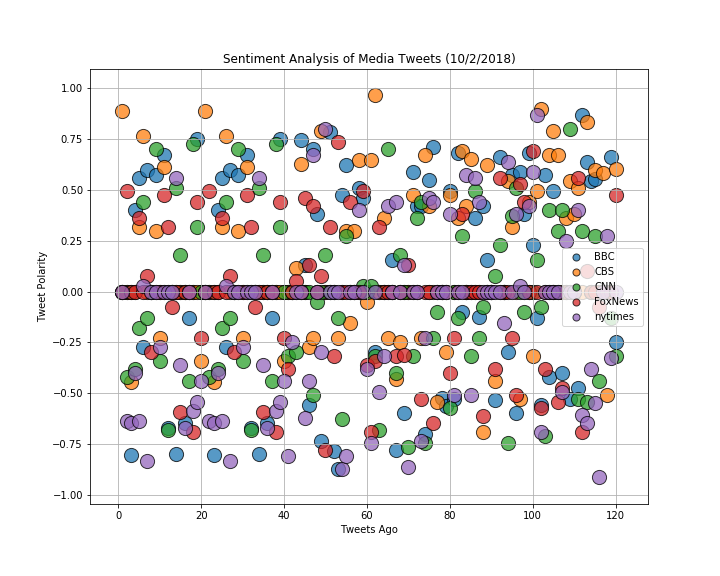 Sentiment Analysis of Media Tweets (10/2/2018)
1.00
0.75
0.50
0.25
0.00
−0.25
−0.50
−0.75
−1.00
Tweet Polarity
BBC
CBS
CNN
FoxNews
nytimes
0 20 40 60 80 100 120
Tweets Ago